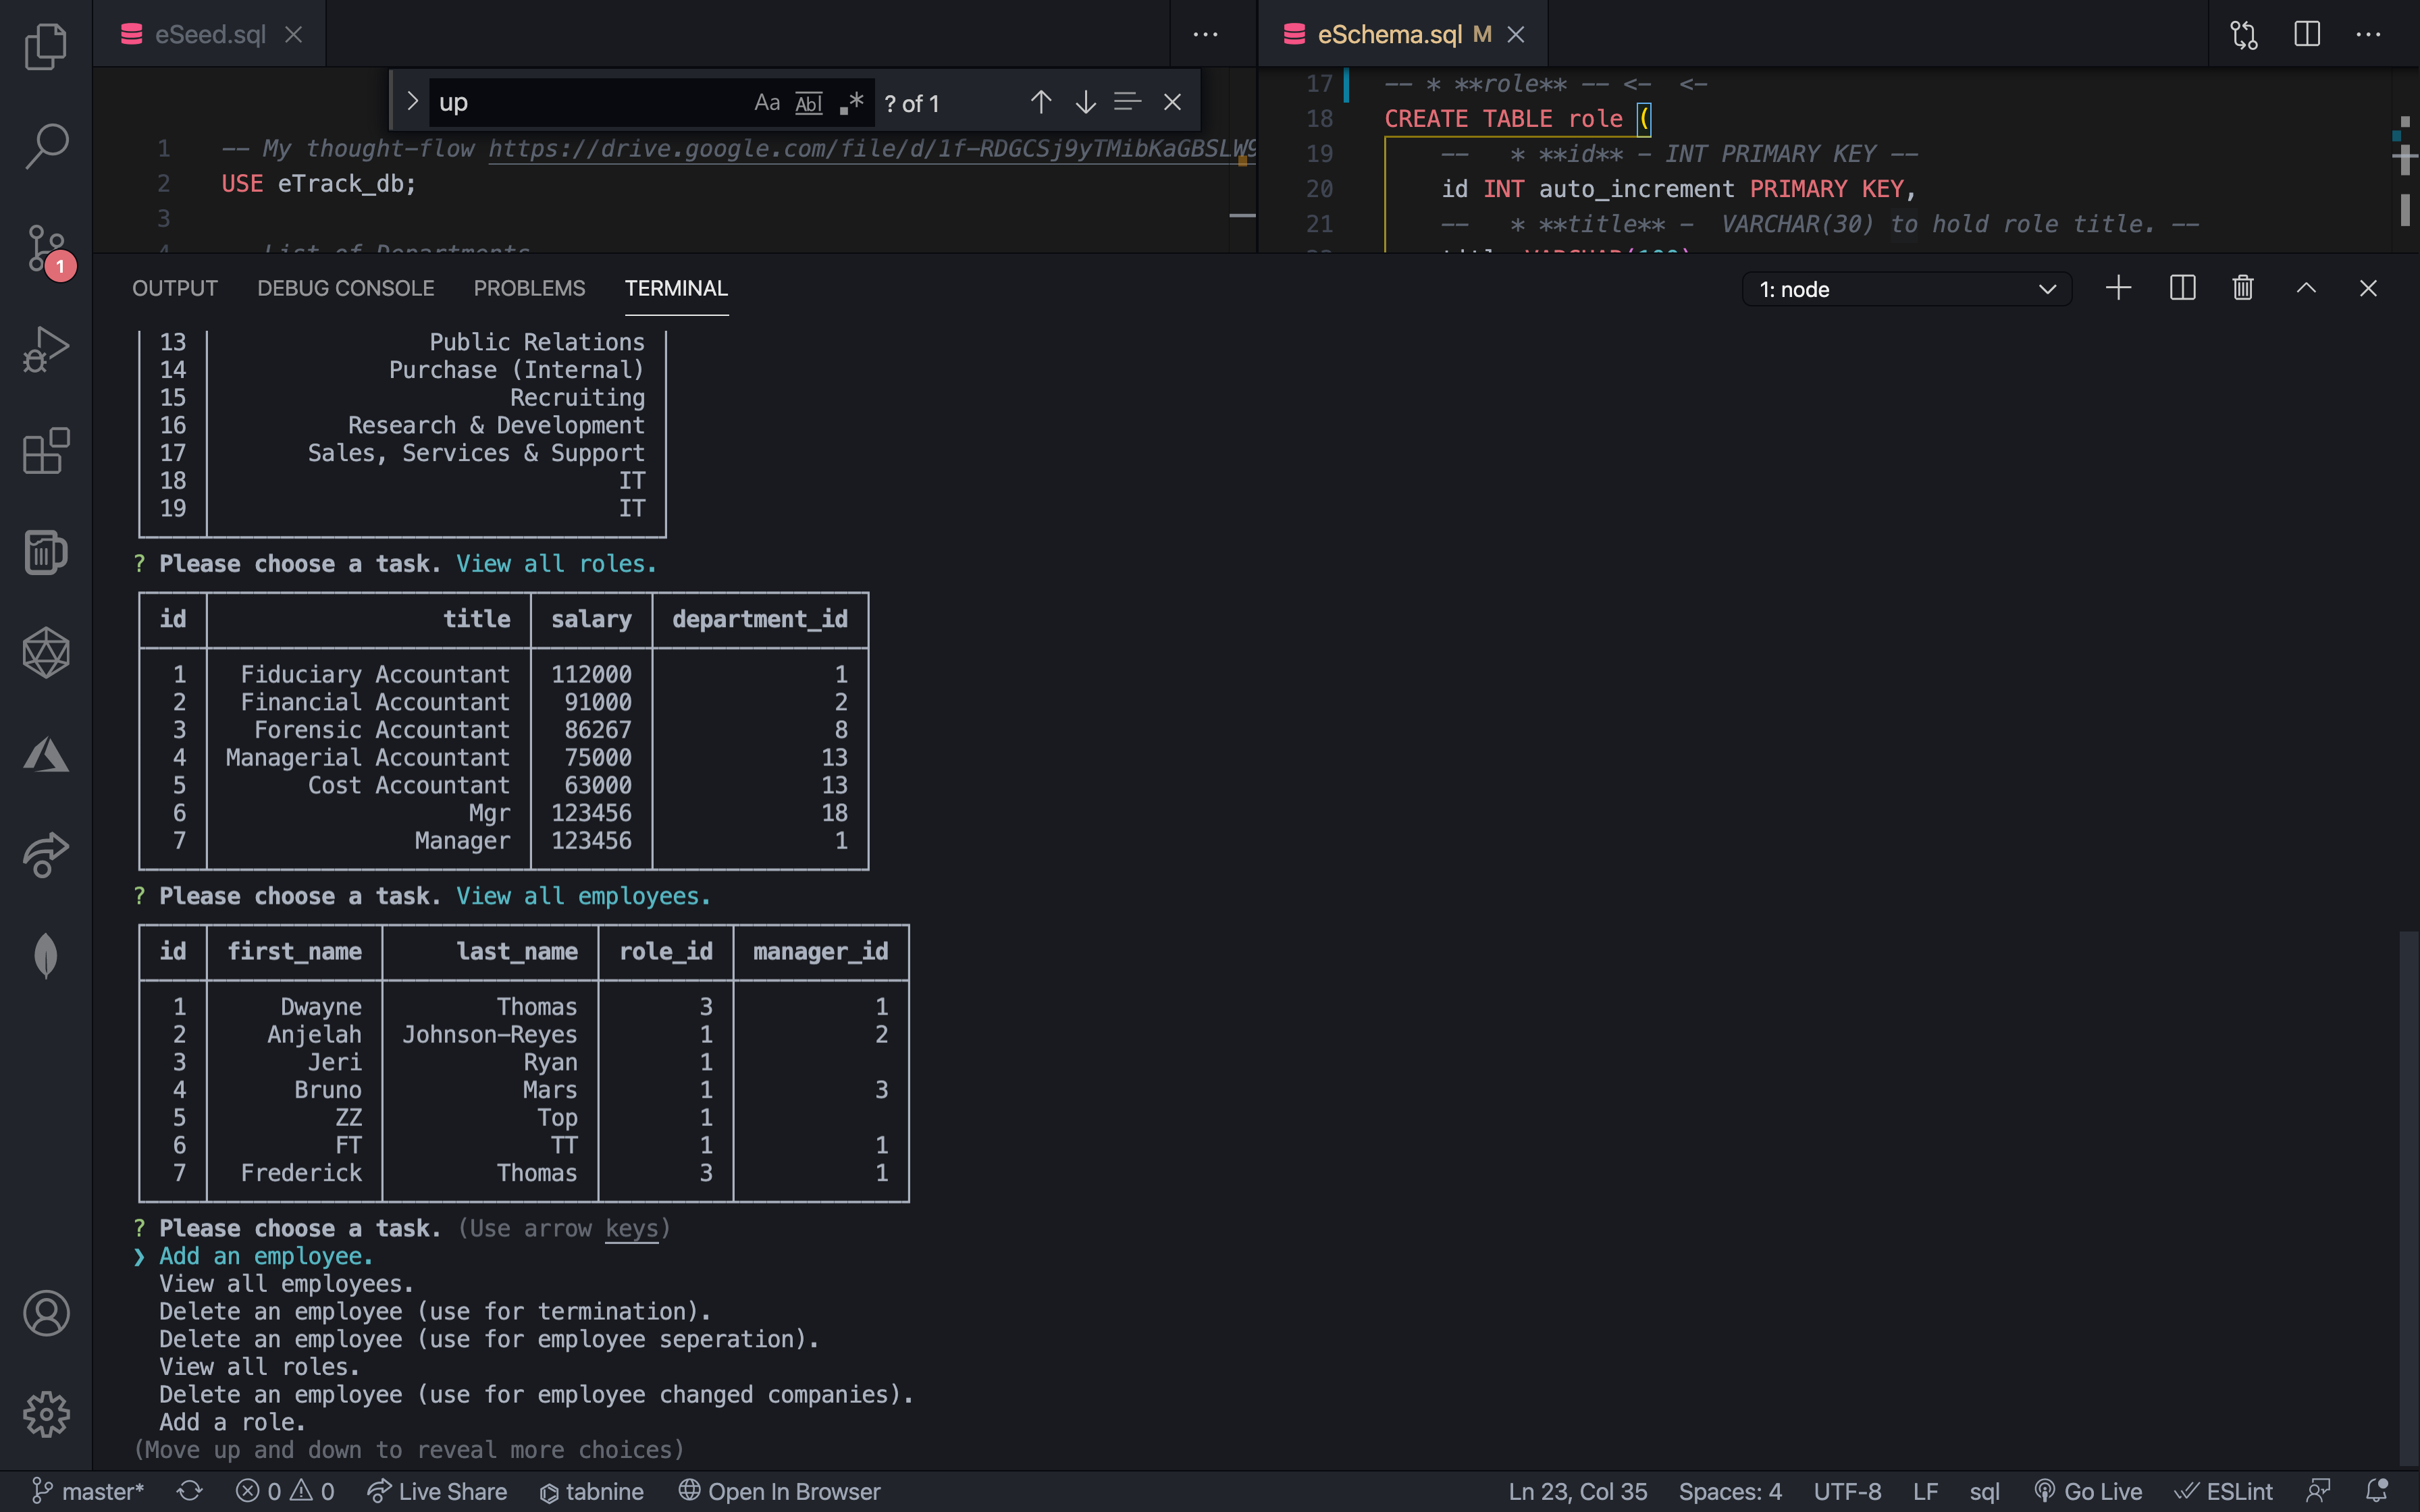 eSeed.sql
eSchema.sql M
up
Aa Abl .* ? of 1
1 -- My thought-flow https://drive.google.com/file/d/1f-RDGCSj9yTMibKaGBSLW9
2 USE eTrack_db;
3
4 -- List of Departments
17 -- * **role** -- <- <-
18 CREATE TABLE role (
19 -- * **id** - INT PRIMARY KEY --
20 id INT auto_increment PRIMARY KEY,
21 -- * **title** - VARCHAR(30) to hold role title. --
22 title VARCHAR(100)
1
OUTPUT DEBUG CONSOLE PROBLEMS TERMINAL
1: node
13 Public Relations
14 Purchase (Internal)
15 Recruiting
16 Research & Development
17 Sales, Services & Support
18 IT
19 IT
? Please choose a task. View all roles.
id title salary department_id
1 Fiduciary Accountant 112000 1
2 Financial Accountant 91000 2
3 Forensic Accountant 86267 8
4 Managerial Accountant 75000 13
5 Cost Accountant 63000 13
6 Mgr 123456 18
7 Manager 123456 1
? Please choose a task. View all employees.
id first_name last_name role_id manager_id
1 Dwayne Thomas 3 1
2 Anjelah Johnson-Reyes 1 2
3 Jeri Ryan 1
4 Bruno Mars 1 3
5 ZZ Top 1
6 FT TT 1 1
7 Frederick Thomas 3 1
? Please choose a task. (Use arrow keys)
❯ Add an employee.
View all employees.
Delete an employee (use for termination).
Delete an employee (use for employee seperation).
View all roles.
Delete an employee (use for employee changed companies).
Add a role.
(Move up and down to reveal more choices)
master* 0 0 Live Share tabnine Open In Browser Ln 23, Col 35 Spaces: 4 UTF-8 LF sql Go Live ESLint